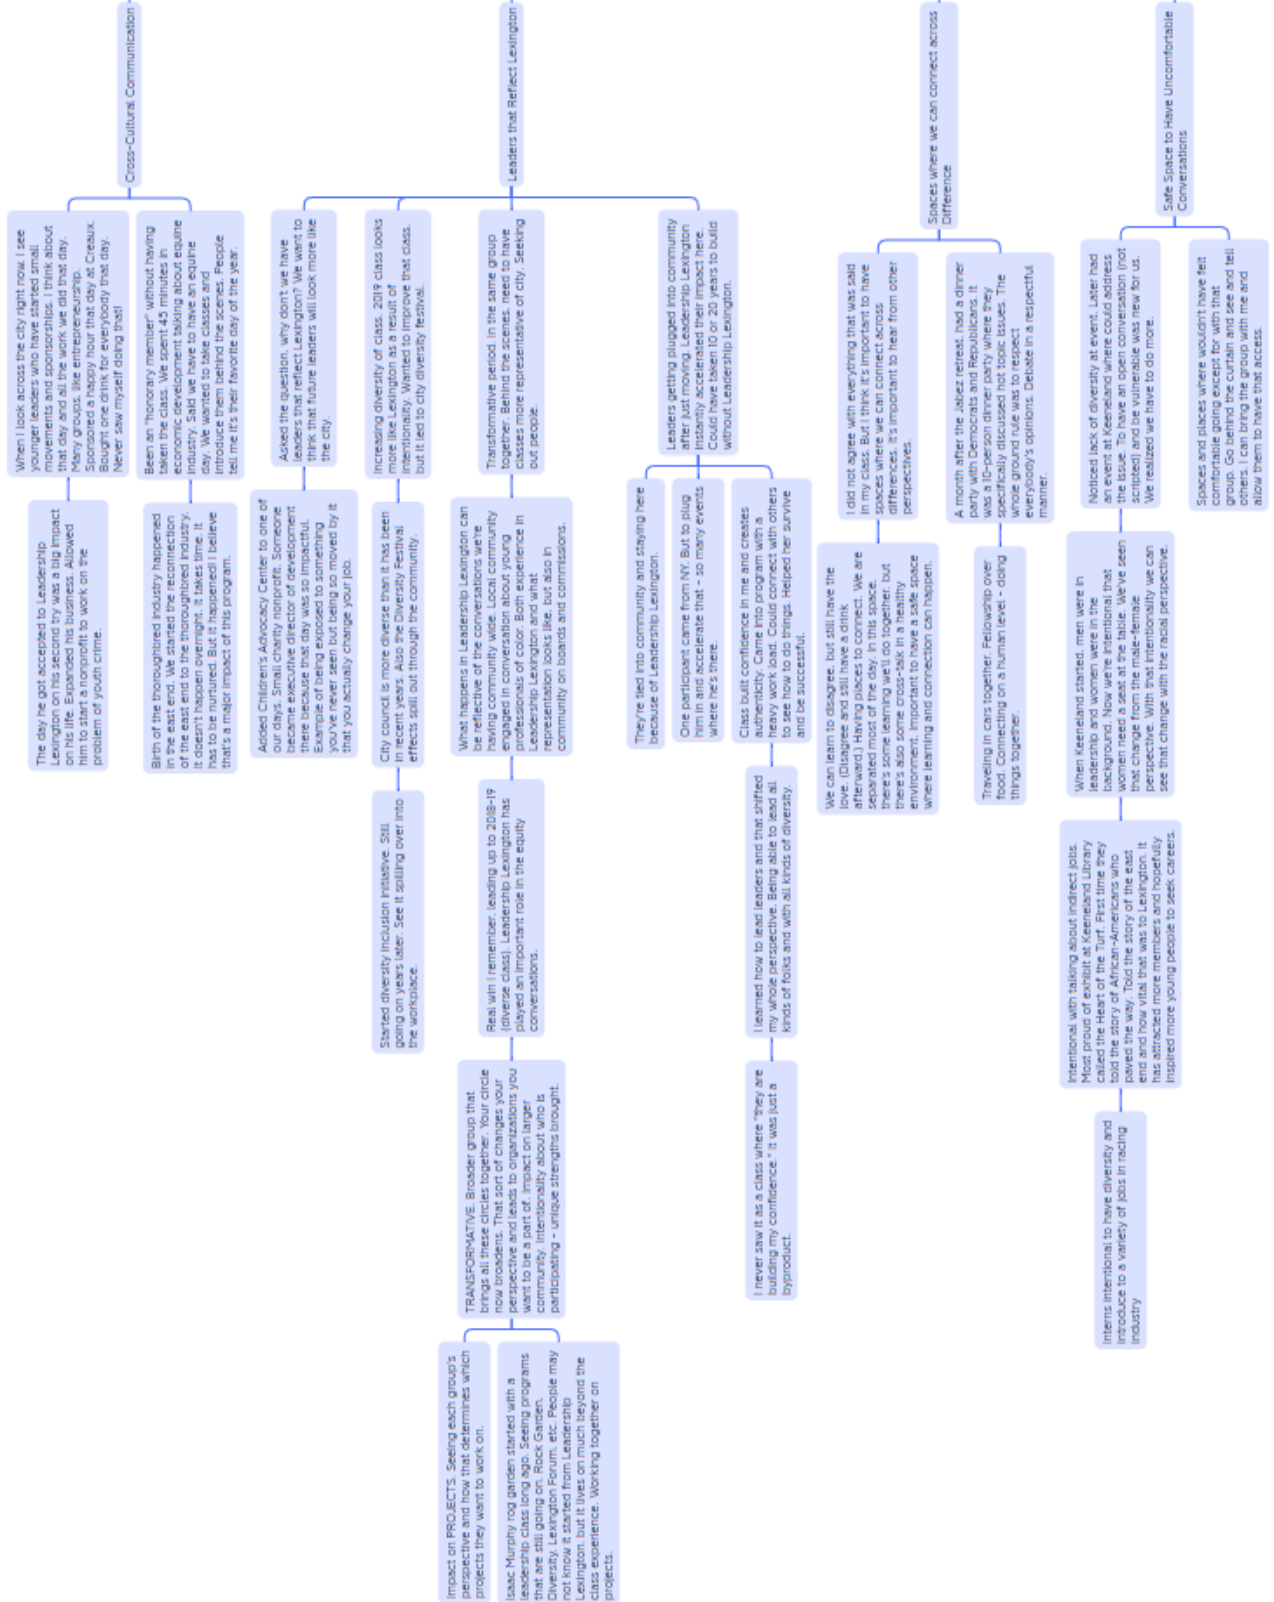 Cross-Cultural Communication
When I look across the city right now, I see
younger leaders who have started small
movements and sponsorships. I think about
that day and all the work we did that day.
Many groups, like entrepreneurship.
Sponsored a happy hour that day at Creaux.
Bought one drink for everybody that day.
Never saw myself doing that!
The day he got accepted to Leadership
Lexington on his second try was a big impact
on his life. Expanded his business. Allowed
him to start a nonprofit to work on the
problem of youth crime.
Been an "honorary member" without having
taken the class. We spent 45 minutes in
economic development talking about equine
industry. Said we have to have an equine
day. We wanted to take classes and
introduce them behind the scenes. People
tell me it's their favorite day of the year.
Birth of the thoroughbred industry happened
in the east end. We started the reconnection
of the east end to the thoroughbred industry.
It doesn't happen overnight. It takes time. It
has to be nurtured. But it happened! I believe
that's a major impact of this program.
Leaders that Reflect Lexington
Asked the question, why don't we have
leaders that reflect Lexington? We want to
think that future leaders will look more like
the city.
Added Children's Advocacy Center to one of
our days. Small charity nonprofit. Someone
became executive director of development
there because that day was so impactful.
Example of being exposed to something
you've never seen but being so moved by it
that you actually change your job.
Increasing diversity of class. 2019 class looks
more like Lexington as a result of
intentionality. Wanted to improve that class,
but it led to city diversity festival.
City council is more diverse than it has been
in recent years. Also the Diversity Festival
effects spill out through the community.
Started diversity inclusion initiative. Still
going on years later. See it spilling over into
the workplace.
Transformative period. In the same group
together. Behind the scenes, need to have
classes more representative of city. Seeking
out people.
What happens in Leadership Lexington can
be reflective of the conversations we're
having community wide. Local community
engaged in conversation about young
professionals of color. Both experience in
Leadership Lexington and what
representation looks like, but also in
community on boards and commissions.
Real win I remember, leading up to 2018-19
(diverse class). Leadership Lexington has
played an important role in the equity
conversations.
TRANSFORMATIVE. Broader group that
brings all these circles together. Your circle
now broadens. That sort of changes your
perspective and leads to organizations you
want to be a part of. Impact on larger
community. Intentionality about who is
participating - unique strengths brought.
Impact on PROJECTS. Seeing each group's
perspective and how that determines which
projects they want to work on.
Isaac Murphy rog garden started with a
leadership class long ago. Seeing programs
that are still going on. Rock Garden,
Diversity, Lexington Forum, etc. People may
not know it started from Leadership
Lexington, but it lives on much beyond the
class experience. Working together on
projects.
Leaders getting plugged into community
after just moving. Leadership Lexington
instantly accelerated their impact here.
Could have taken 10 or 20 years to build
without Leadership Lexington.
They're tied into community and staying here
because of Leadership Lexington.
One participant came from NY. But to plug
him in and accelerate that - so many events
where he's there.
Class built confidence in me and creates
authenticity. Came into program with a
heavy work load. Could connect with others
to see how to do things. Helped her survive
and be successful.
I learned how to lead leaders and that shifted
my whole perspective. Being able to lead all
kinds of folks and with all kinds of diversity.
I never saw it as a class where "they are
building my confidence." It was just a
byproduct.
Spaces where we can connect across
Difference
I did not agree with everything that was said
in my class. But I think it's important to have
spaces where we can connect across
differences. It's important to hear from other
perspectives.
We can learn to disagree, but still have the
love. (Disagree and still have a drink
afterward.) Having places to connect. We are
separated most of the day. In this space,
there's some learning we'll do together, but
there's also some cross-talk in a healthy
environment. Important to have a safe space
where learning and connection can happen.
A month after the Jabez retreat, had a dinner
party with Democrats and Republicans. It
was a 10-person dinner party where they
specifically discussed hot topic issues. The
whole ground rule was to respect
everybody's opinions. Debate in a respectful
manner.
Traveling in cars together. Fellowship over
food. Connecting on a human level - doing
things together.
Safe Space to Have Uncomfortable
Conversations
Noticed lack of diversity at event. Later had
an event at Keeneland where could address
the issue. To have an open conversation (not
scripted) and be vulnerable was new for us.
We realized we have to do more.
When Keeneland started, men were in
leadership and women were in the
background. Now we're intentional that
women need a seat at the table. We've seen
that change from the male-female
perspective. With that intentionality we can
see that change with the racial perspective.
Intentional with talking about indirect jobs.
Most proud of exhibit at Keeneland Library
called the Heart of the Turf. First time they
told the story of African-Americans who
paved the way. Told the story of the east
end and how vital that was to Lexington. It
has attracted more members and hopefully
inspired more young people to seek careers.
Interns intentional to have diversity and
introduce to a variety of jobs in racing
industry
Spaces and places where wouldn't have felt
comfortable going except for with that
group. Go behind the curtain and see and tell
others. I can bring the group with me and
allow them to have that access.